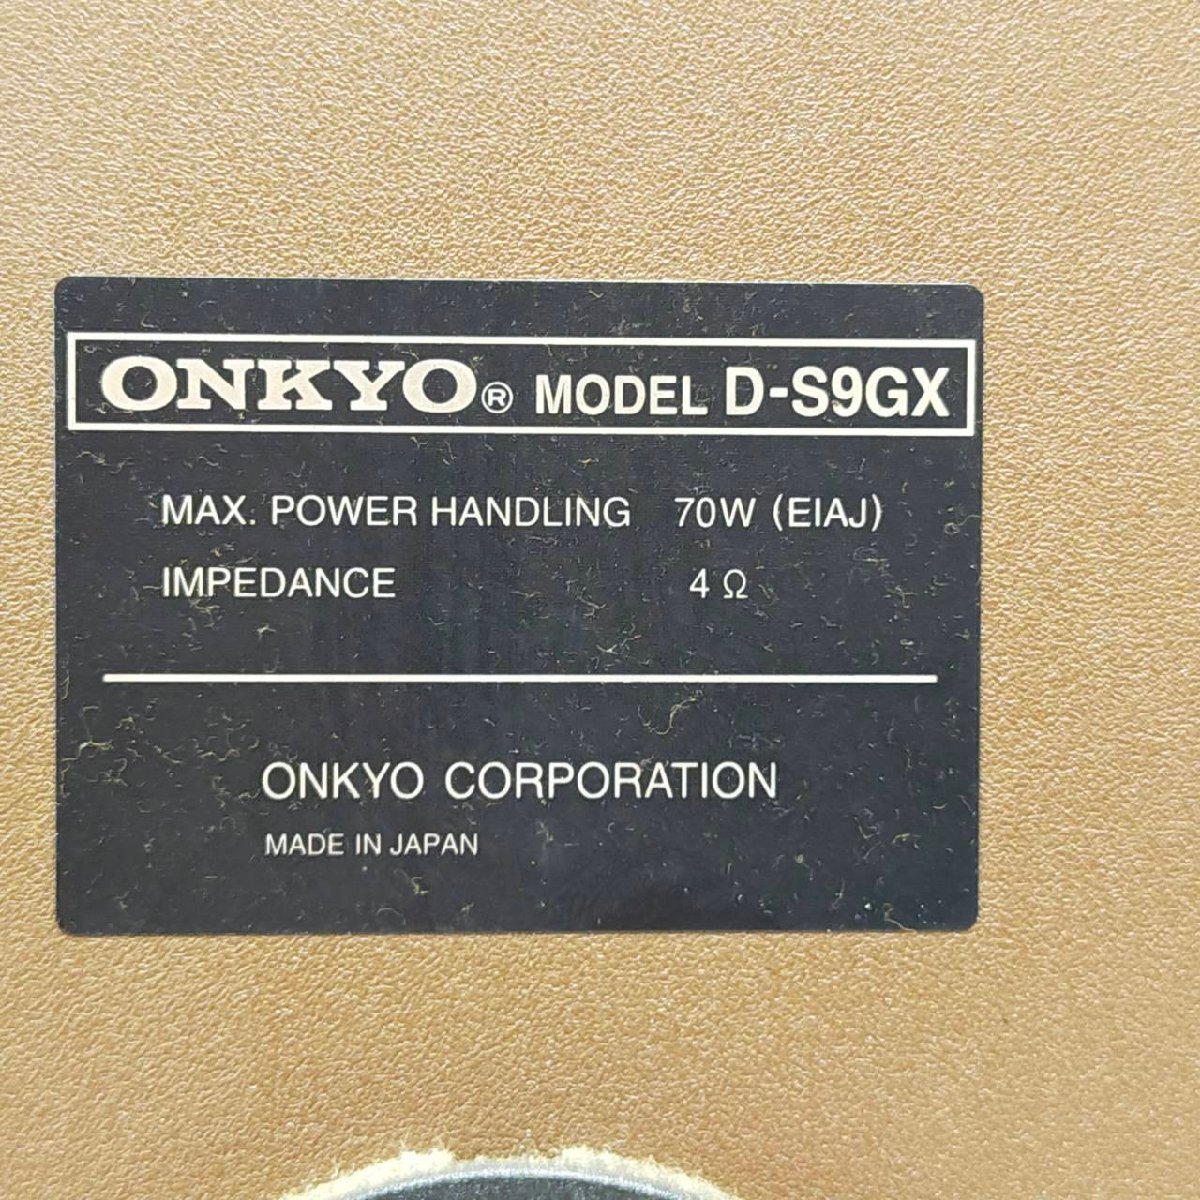 ONKYO® MODEL D-S9GX
MAX. POWER HANDLING 70W (EIAJ)
IMPEDANCE 4 Ω
ONKYO CORPORATION
MADE IN JAPAN